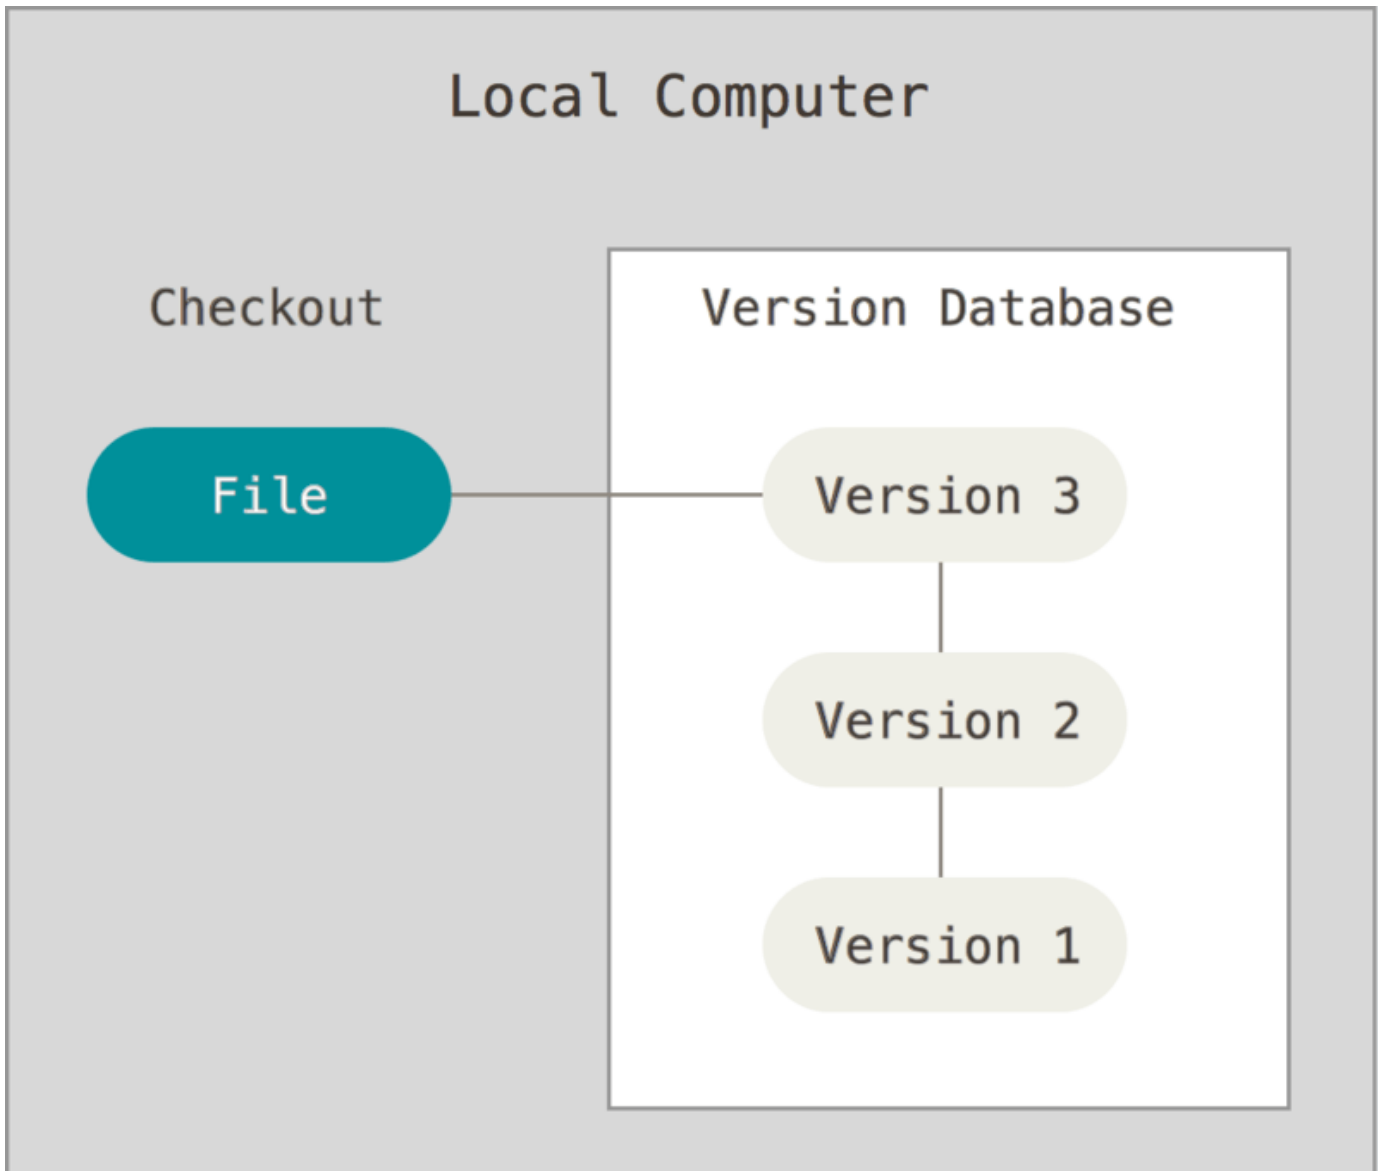 Local Computer
Checkout
Version Database
File
Version 3
Version 2
Version 1